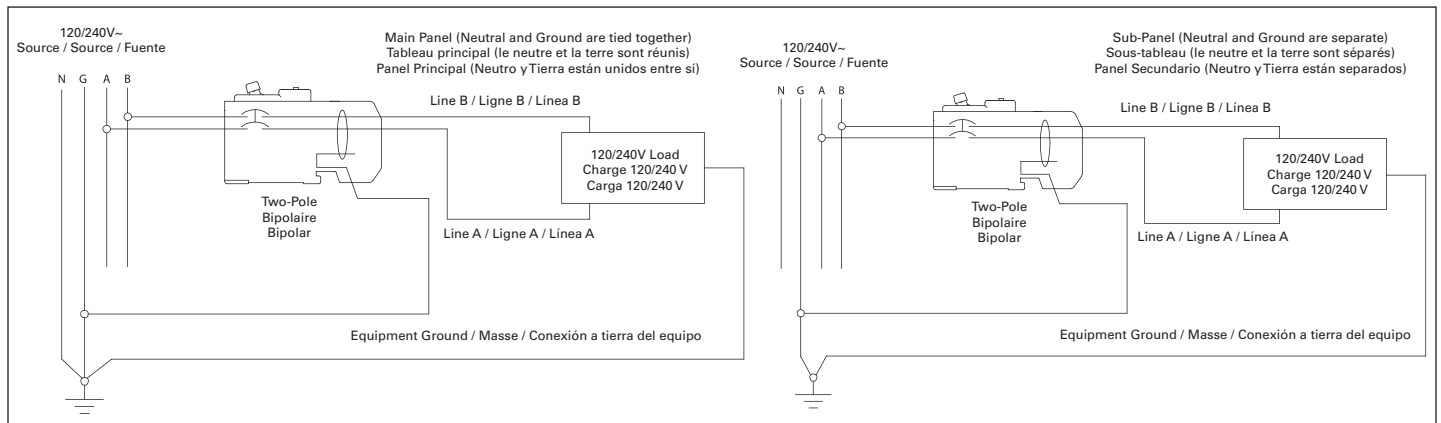 120/240V~
Source / Source / Fuente
N G A B
Main Panel (Neutral and Ground are tied together)
Tableau principal (le neutre et la terre sont réunis)
Panel Principal (Neutro y Tierra están unidos entre sí)
Line B / Ligne B / Línea B
120/240V Load
Charge 120/240 V
Carga 120/240 V
Two-Pole
Bipolaire
Bipolar
Line A / Ligne A / Línea A
Equipment Ground / Masse / Conexión a tierra del equipo
120/240V~
Source / Source / Fuente
N G A B
Sub-Panel (Neutral and Ground are separate)
Sous-tableau (le neutre et la terre sont séparés)
Panel Secundario (Neutro y Tierra están separados)
Line B / Ligne B / Línea B
120/240V Load
Charge 120/240 V
Carga 120/240 V
Two-Pole
Bipolaire
Bipolar
Line A / Ligne A / Línea A
Equipment Ground / Masse / Conexión a tierra del equipo